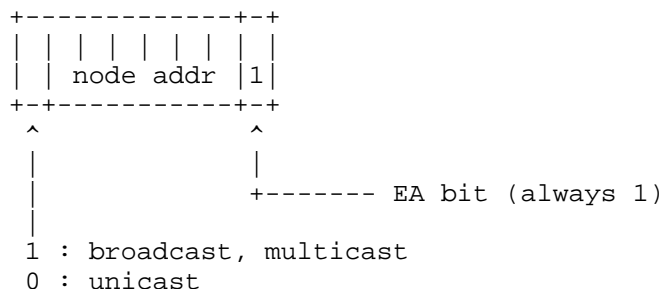 +-------------+-+
| | | | | | | | |
| | node addr |1|
+-+-----------+-+
^ ^
| |
| +------- EA bit (always 1)
|
1 : broadcast, multicast
0 : unicast